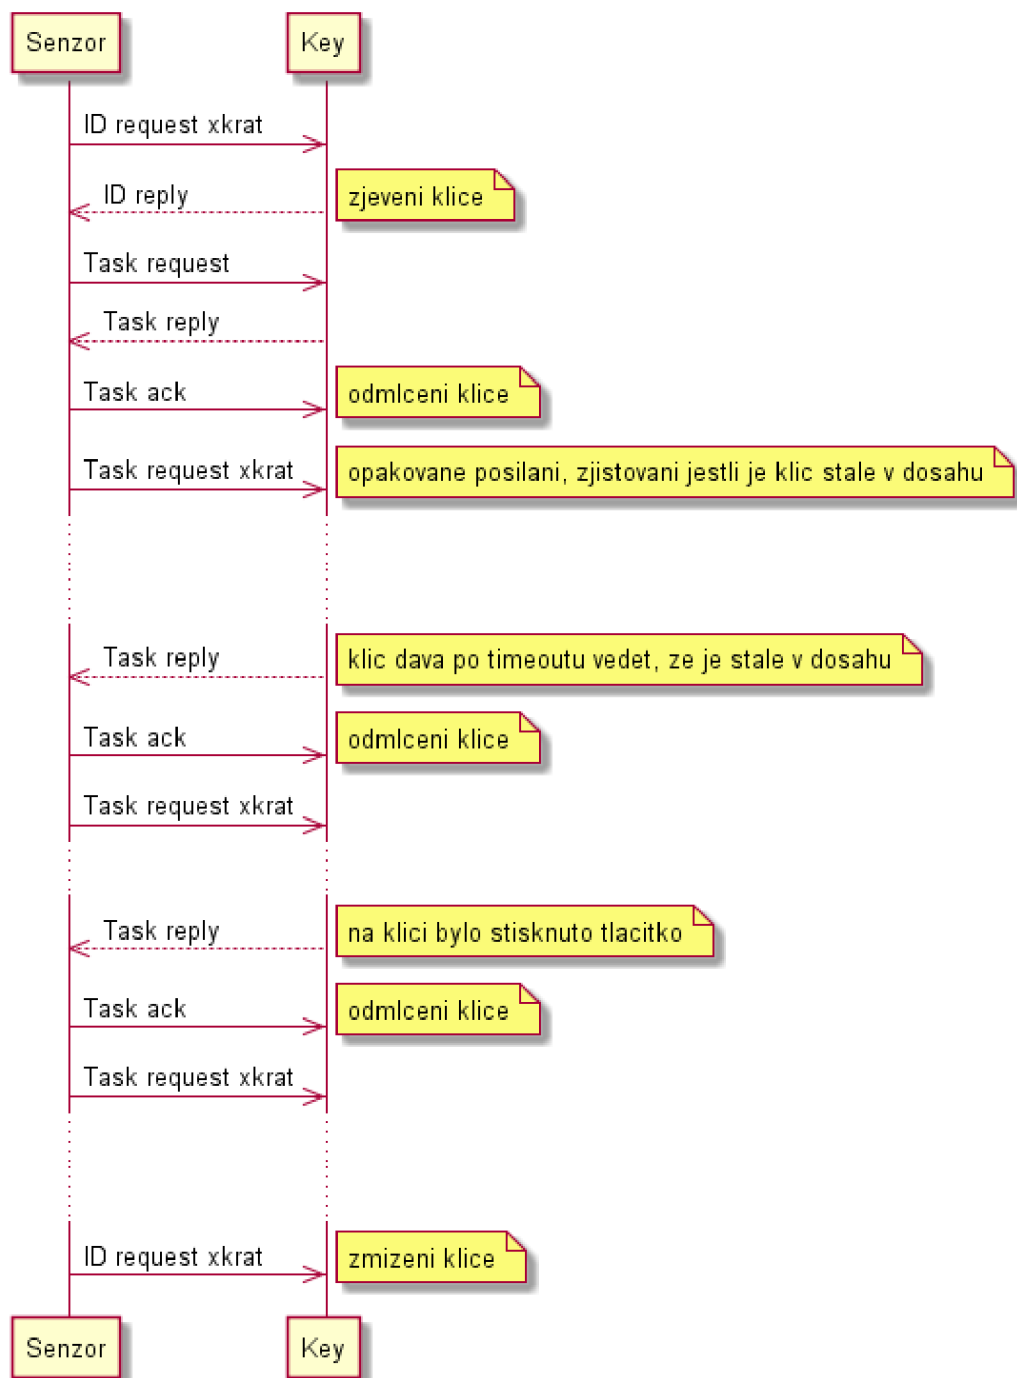 Senzor
Key
ID request xkrat
ID reply
zjeveni klice
Task request
Task reply
Task ack
odmlceni klice
Task request xkrat
opakovane posilani, zjistovani jestli je klic stale v dosahu
Task reply
klic dava po timeoutu vedet, ze je stale v dosahu
Task ack
odmlceni klice
Task request xkrat
Task reply
na klici bylo stisknuto tlacitko
Task ack
odmlceni klice
Task request xkrat
ID request xkrat
zmizeni klice
Senzor
Key